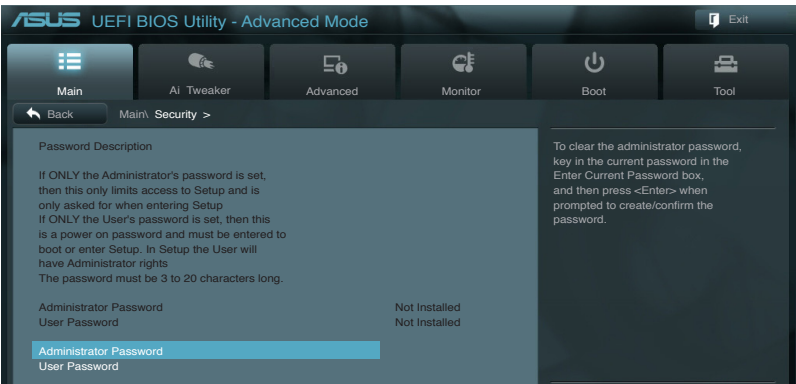 ASUS UEFI BIOS Utility - Advanced Mode
Exit
Main
Ai Tweaker
Advanced
Monitor
Boot
Tool
Back
Main\ Security >
Password Description
If ONLY the Administrator's password is set,
then this only limits access to Setup and is
only asked for when entering Setup
If ONLY the User's password is set, then this
is a power on password and must be entered to
boot or enter Setup. In Setup the User will
have Administrator rights
The password must be 3 to 20 characters long.
Administrator Password Not Installed
User Password Not Installed
Administrator Password
User Password
To clear the administrator password,
key in the current password in the
Enter Current Password box,
and then press <Enter> when
prompted to create/confirm the
password.